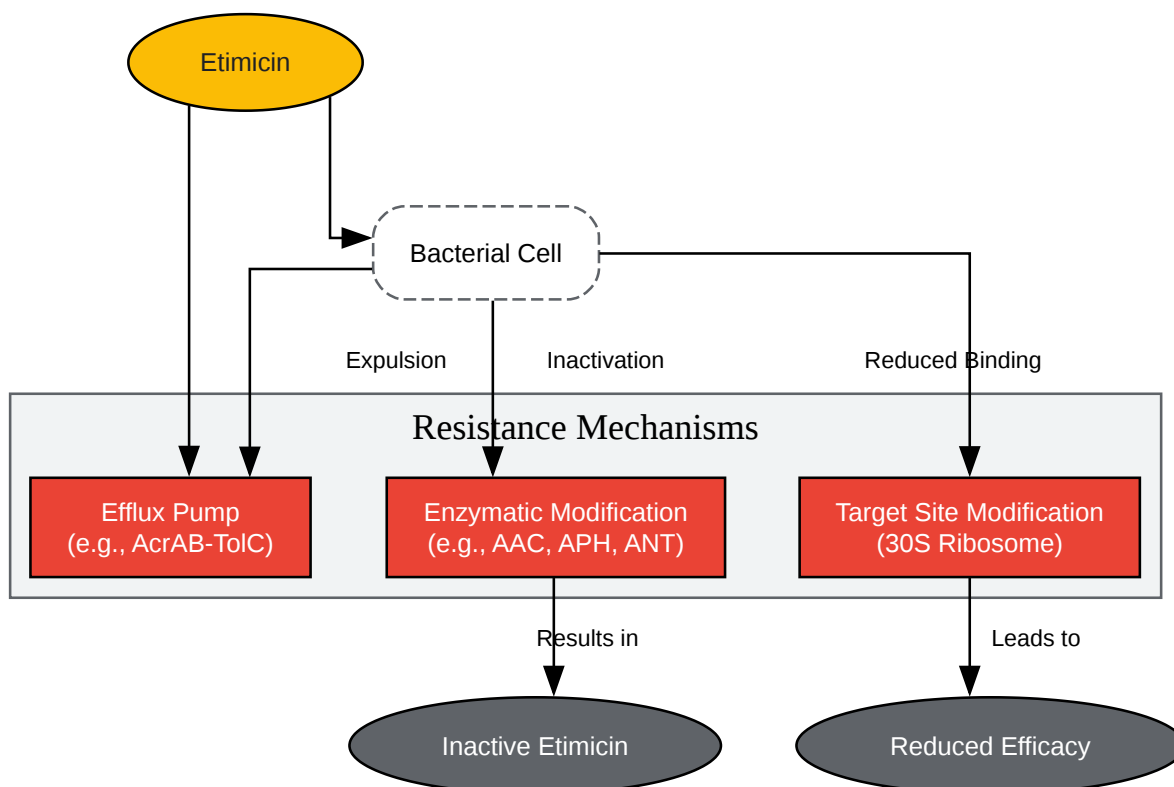 Etimicin
Bacterial Cell
Expulsion
Inactivation
Reduced Binding
Resistance Mechanisms
Efflux Pump
(e.g., AcrAB-TolC)
Enzymatic Modification
(e.g., AAC, APH, ANT)
Target Site Modification
(30S Ribosome)
Results in
Leads to
Inactive Etimicin
Reduced Efficacy